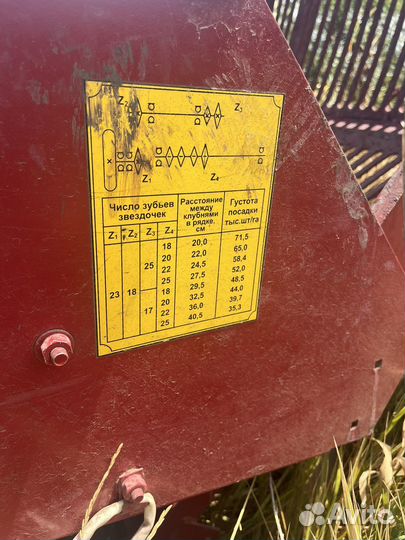 Z₂ Z₃
Z₁ Z₄
Число зубьев звездочек Расстояние между клубнями в рядке, см Густота посадки тыс.шт/га
Z₁ Z₂ Z₃ Z₄
23 18 25 18 20,0 71,5
20 22,0 65,0
22 24,5 58,4
25 27,5 52,0
17 18 29,5 48,5
20 32,5 44,0
22 36,0 39,7
25 40,5 35,3
Avito